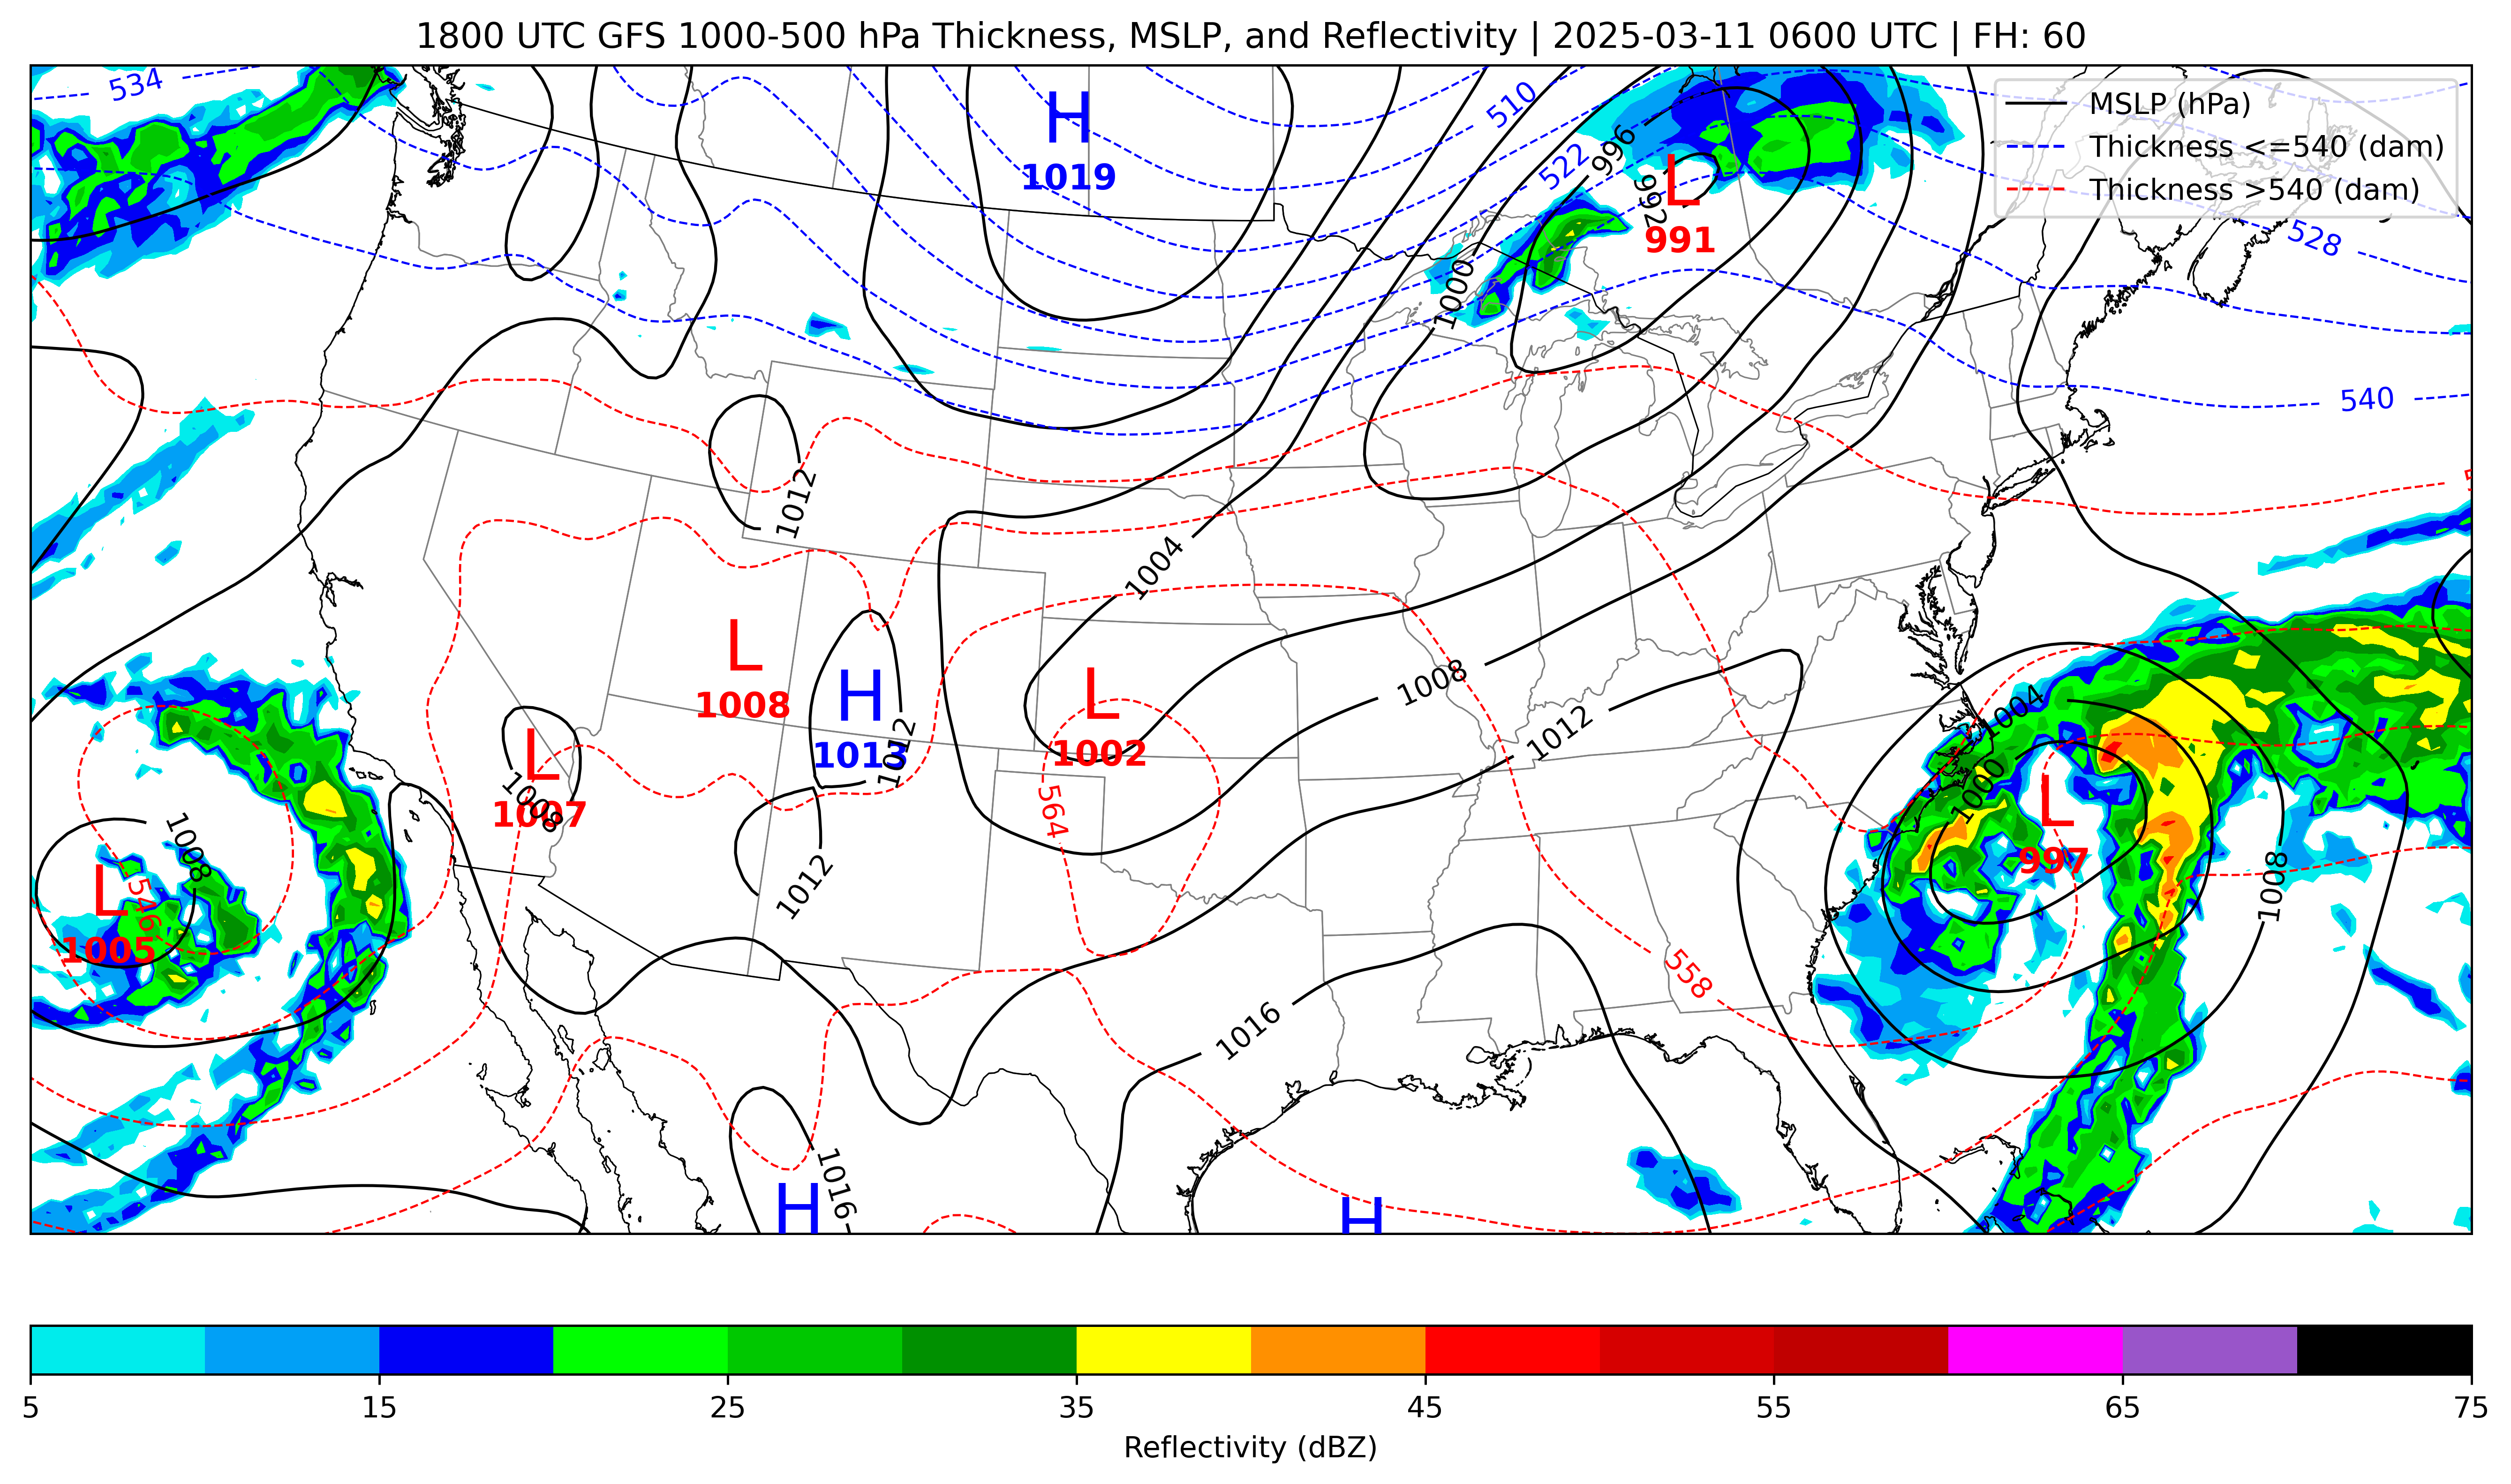 1800 UTC GFS 1000-500 hPa Thickness, MSLP, and Reflectivity | 2025-03-11 0600 UTC | FH: 60
MSLP (hPa)
Thickness <=540 (dam)
Thickness >540 (dam)
534
510
522
996
992
H
1019
L
991
528
1000
540
1012
1004
L
1008
H
1013
1012
L
1002
1008
1012
1004
1000
L
997
L
1007
1008
564
1008
L
1005
546
1012
1008
558
1016
1016
H
H
5
15
25
35
45
55
65
75
Reflectivity (dBZ)